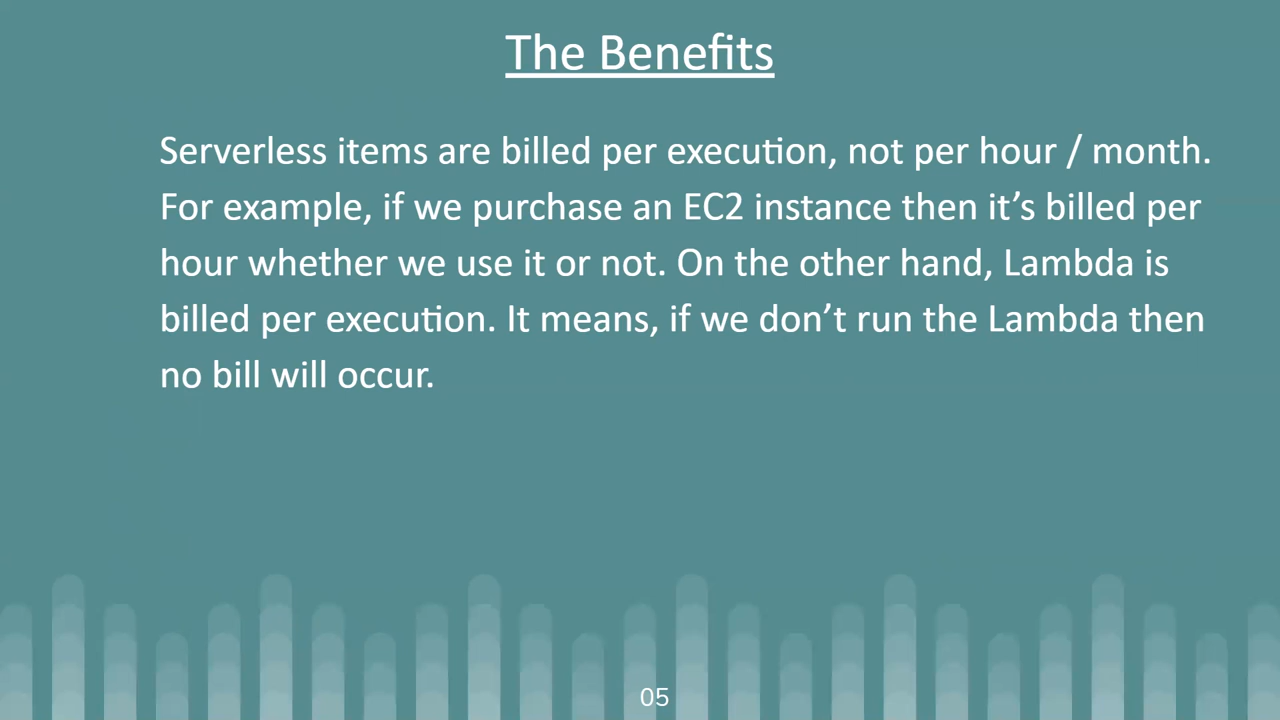 The Benefits
Serverless items are billed per execution, not per hour / month.
For example, if we purchase an EC2 instance then it’s billed per
hour whether we use it or not. On the other hand, Lambda is
billed per execution. It means, if we don’t run the Lambda then
no bill will occur.
05